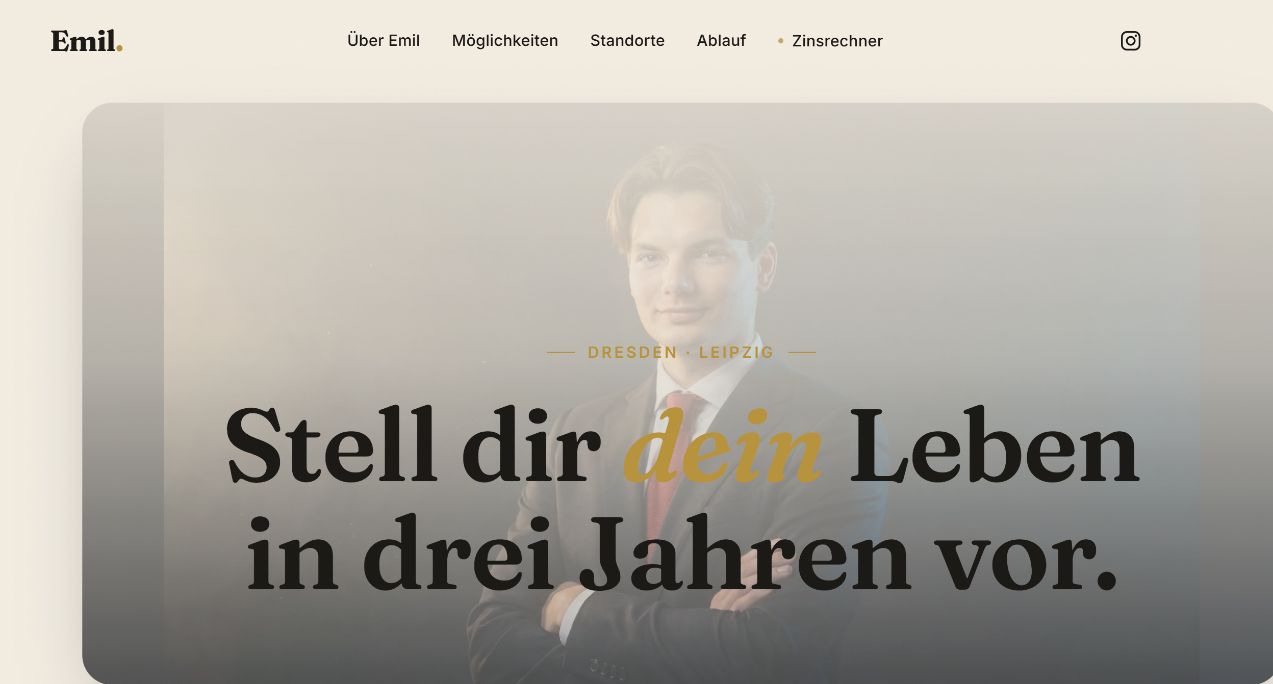 Emil.
Über Emil
Möglichkeiten
Standorte
Ablauf
Zinsrechner
DRESDEN · LEIPZIG
Stell dir dein Leben
in drei Jahren vor.